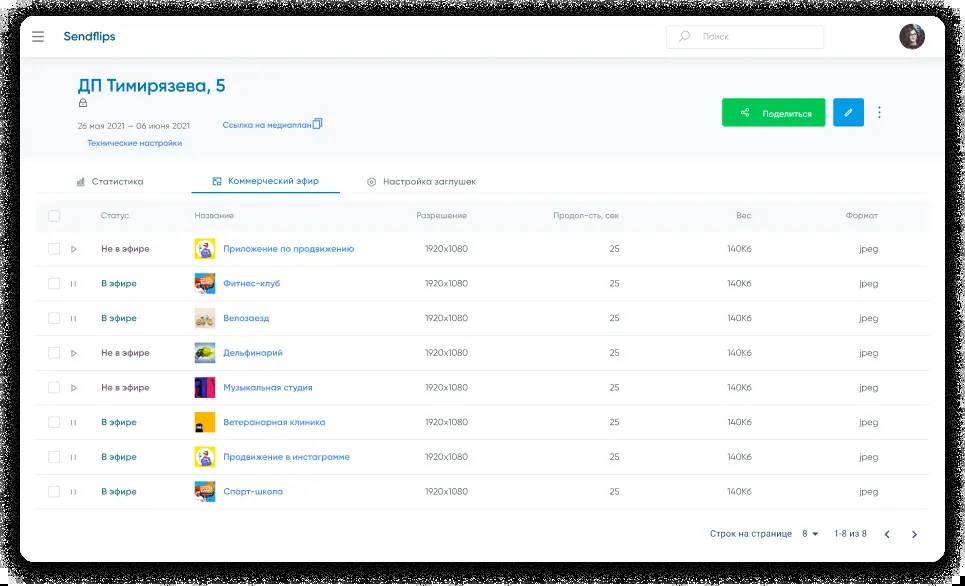 Sendflips
Поиск
ДП Тимирязева, 5
26 мая 2021 — 06 июня 2021 Ссылка на медиаплан
Технические настройки
Поделиться
Статистика Коммерческий эфир Настройка заглушек
Статус Название Разрешение Продол-сть, сек Вес Формат
Не в эфире Приложение по продвижению 1920x1080 25 140Кб jpeg
В эфире Фитнес-клуб 1920x1080 25 140Кб jpeg
В эфире Велозаезд 1920x1080 25 140Кб jpeg
Не в эфире Дельфинарий 1920x1080 25 140Кб jpeg
Не в эфире Музыкальная студия 1920x1080 25 140Кб jpeg
В эфире Ветеранарная клиника 1920x1080 25 140Кб jpeg
В эфире Продвижение в инстаграмме 1920x1080 25 140Кб jpeg
В эфире Спорт-школа 1920x1080 25 140Кб jpeg
Строк на странице 8 1-8 из 8